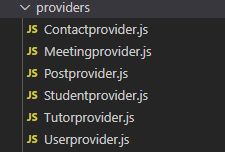 providers
JS Contactprovider.js
JS Meetingprovider.js
JS Postprovider.js
JS Studentprovider.js
JS Tutorprovider.js
JS Userprovider.js